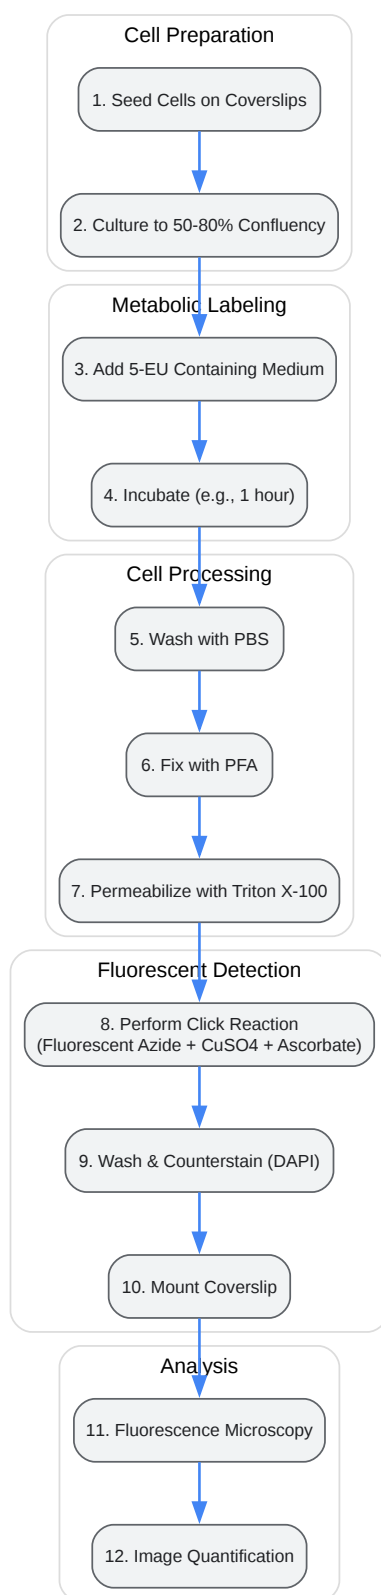 Cell Preparation
1. Seed Cells on Coverslips
2. Culture to 50-80% Confluency
Metabolic Labeling
3. Add 5-EU Containing Medium
4. Incubate (e.g., 1 hour)
Cell Processing
5. Wash with PBS
6. Fix with PFA
7. Permeabilize with Triton X-100
Fluorescent Detection
8. Perform Click Reaction
(Fluorescent Azide + CuSO4 + Ascorbate)
9. Wash & Counterstain (DAPI)
10. Mount Coverslip
Analysis
11. Fluorescence Microscopy
12. Image Quantification